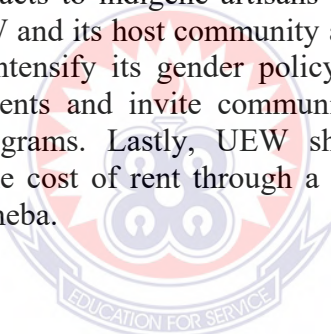 acts to indigene artisans
and its host community a
ntensify its gender policy
ents and invite communi
grams. Lastly, UEW sh
e cost of rent through a
neba.
EDUCATION FOR SERVICE